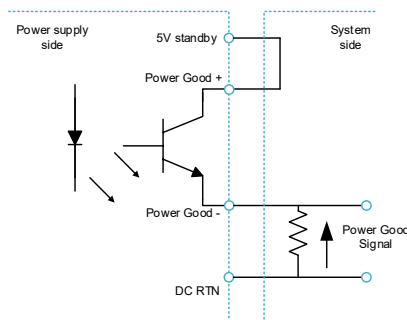 Power supply
side
5V standby
System
side
Power Good +
Power Good -
Power Good
Signal
DC RTN